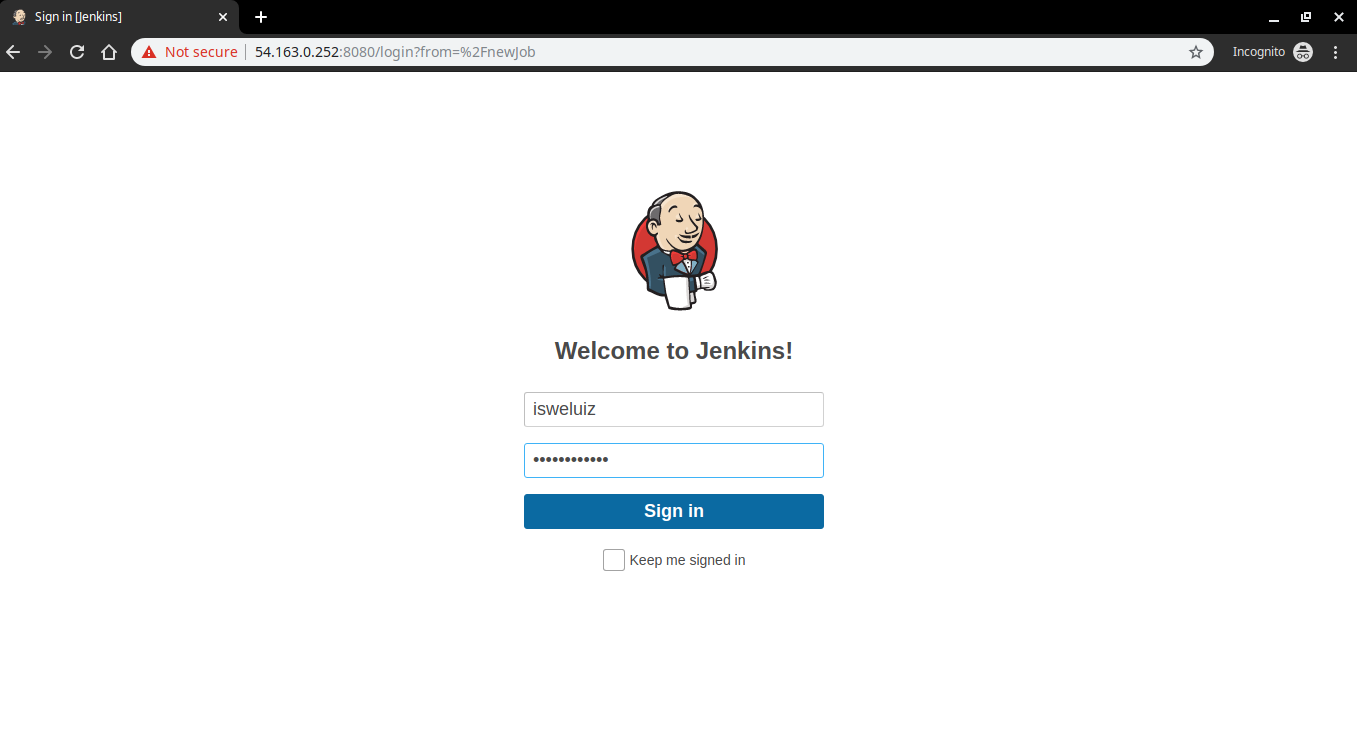 Sign in [Jenkins]
Not secure 54.163.0.252:8080/login?from=%2FnewJob Incognito
Welcome to Jenkins!
isweluiz
••••••••••••
Sign in
Keep me signed in